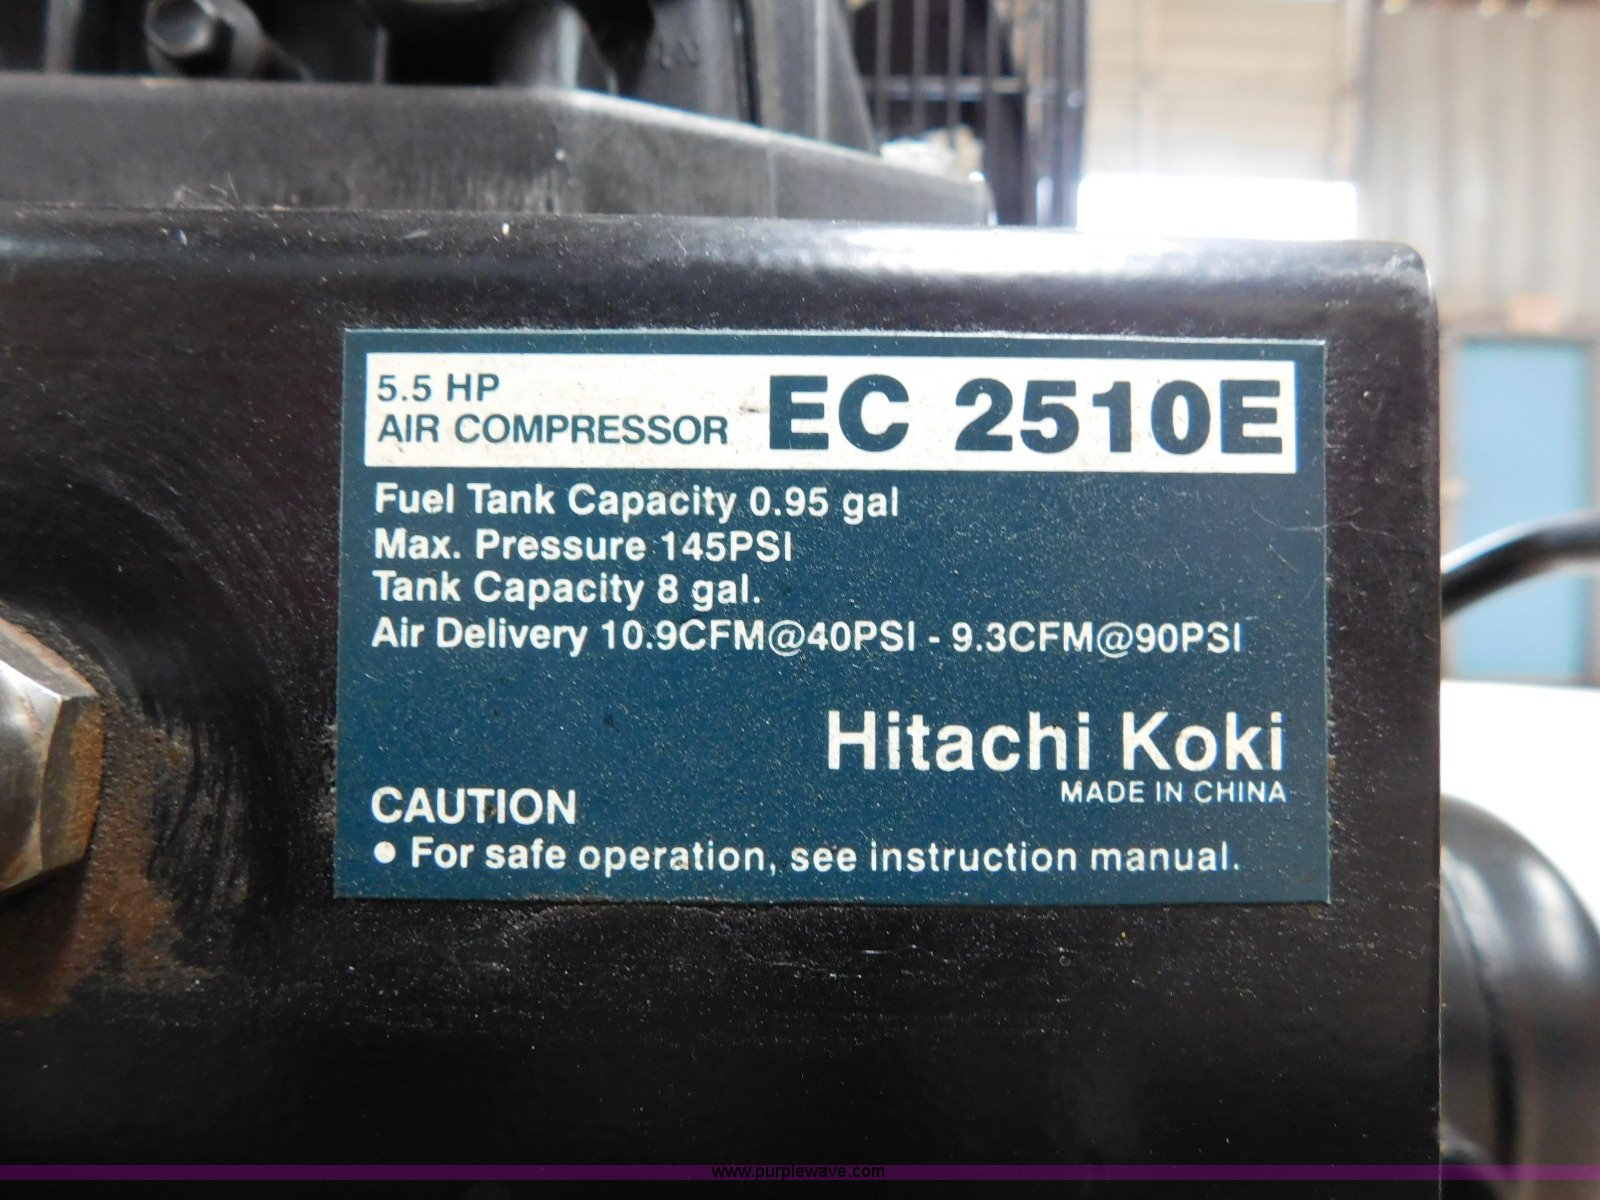 5.5 HP
AIR COMPRESSOR
EC 2510E
Fuel Tank Capacity 0.95 gal
Max. Pressure 145PSI
Tank Capacity 8 gal.
Air Delivery 10.9CFM@40PSI - 9.3CFM@90PSI
Hitachi Koki
MADE IN CHINA
CAUTION
● For safe operation, see instruction manual.
www.purplewave.com